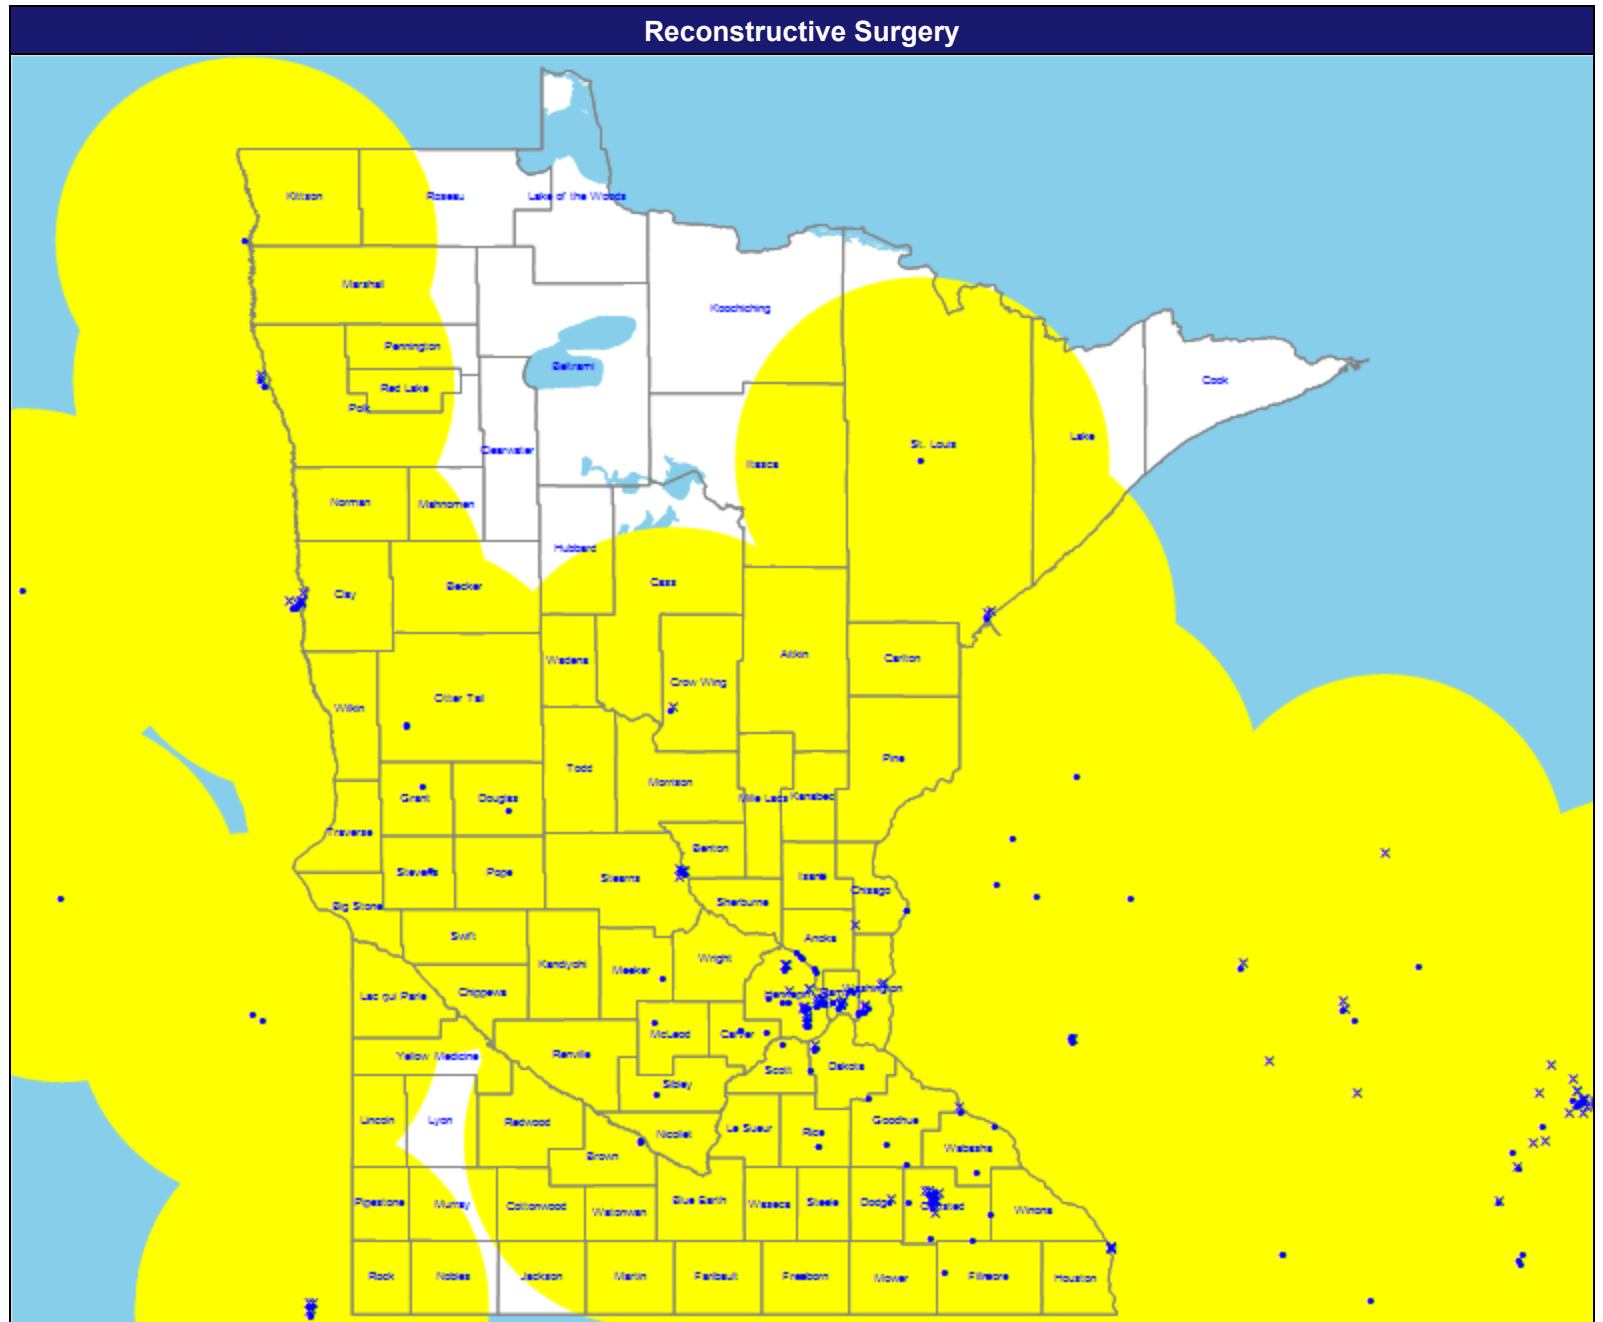 Reconstructive Surgery
Kittson
Roseau
Lake of the Woods
Marshall
Koochiching
Pennington
Beltrami
Cook
Red Lake
Polk
Lake
St. Louis
Clearwater
Itasca
Norman
Mahnomen
Hubbard
Cass
Becker
Clay
Aitkin
Carlton
Wadena
Crow Wing
Otter Tail
Wilkin
Pine
Todd
Morrison
Grant
Douglas
Mille Lacs
Kanabec
Traverse
Benton
Stevens
Pope
Stearns
Isanti
Chisago
Sherburne
Big Stone
Swift
Anoka
Wright
Kandiyohi
Meeker
Chippewa
Lac qui Parle
Hennepin
Washington
McLeod
Carver
Yellow Medicine
Renville
Scott
Dakota
Sibley
Lincoln
Lyon
Redwood
Goodhue
Le Sueur
Rice
Nicollet
Brown
Wabasha
Pipestone
Murray
Cottonwood
Watonwan
Blue Earth
Waseca
Steele
Dodge
Olmsted
Winona
Rock
Nobles
Jackson
Martin
Faribault
Freeborn
Mower
Fillmore
Houston